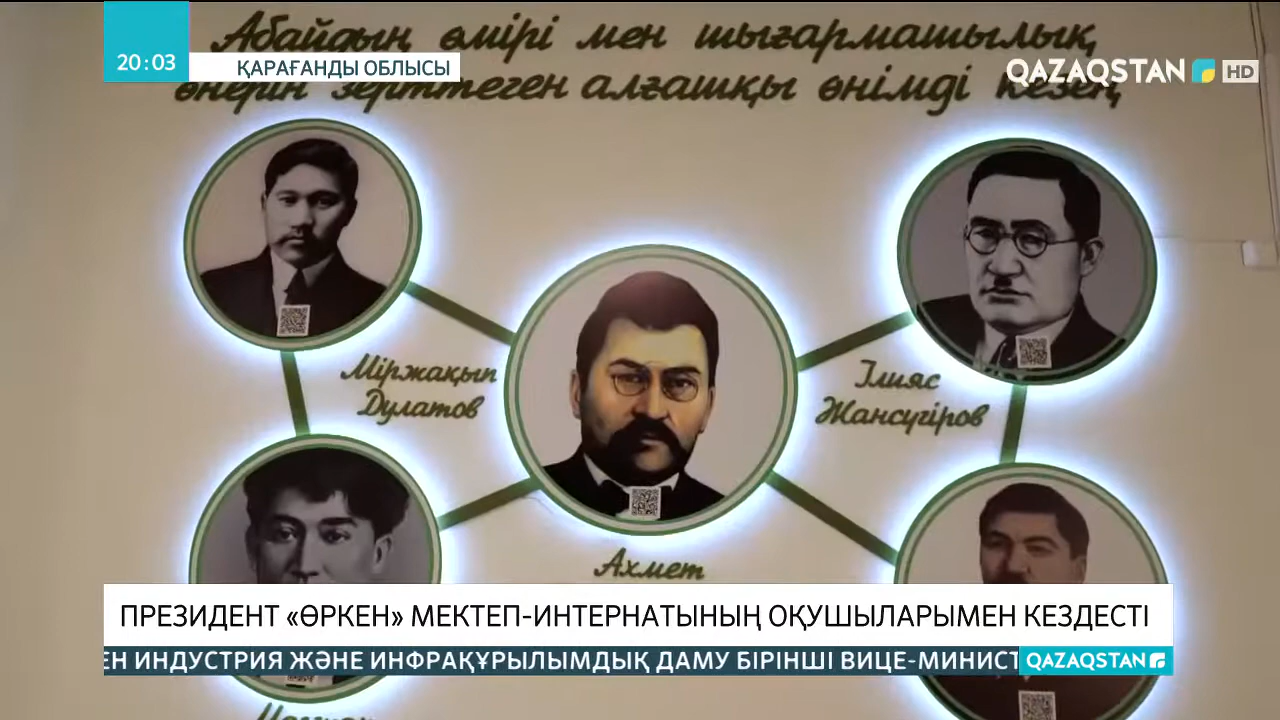 Абайдың өмірі мен шығармашылық
20:03
ҚАРАҒАНДЫ ОБЛЫСЫ
QAZAQSTAN HD
өнерін зерттеген алғашқы өнімді кезең
Міржақып
Дулатов
Ілияс
Жансүгіров
Ахмет
ПРЕЗИДЕНТ «ӨРКЕН» МЕКТЕП-ИНТЕРНАТЫНЫҢ ОҚУШЫЛАРЫМЕН КЕЗДЕСТІ
ЕН ИНДУСТРИЯ ЖӘНЕ ИНФРАҚҰРЫЛЫМДЫҚ ДАМУ БІРІНШІ ВИЦЕ-МИНИСТ
QAZAQSTAN